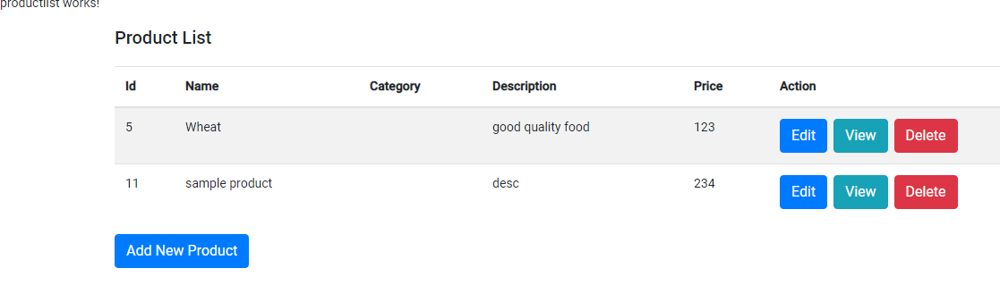 productlist works!
Product List
Id Name Category Description Price Action
5 Wheat good quality food 123 Edit View Delete
11 sample product desc 234 Edit View Delete
Add New Product